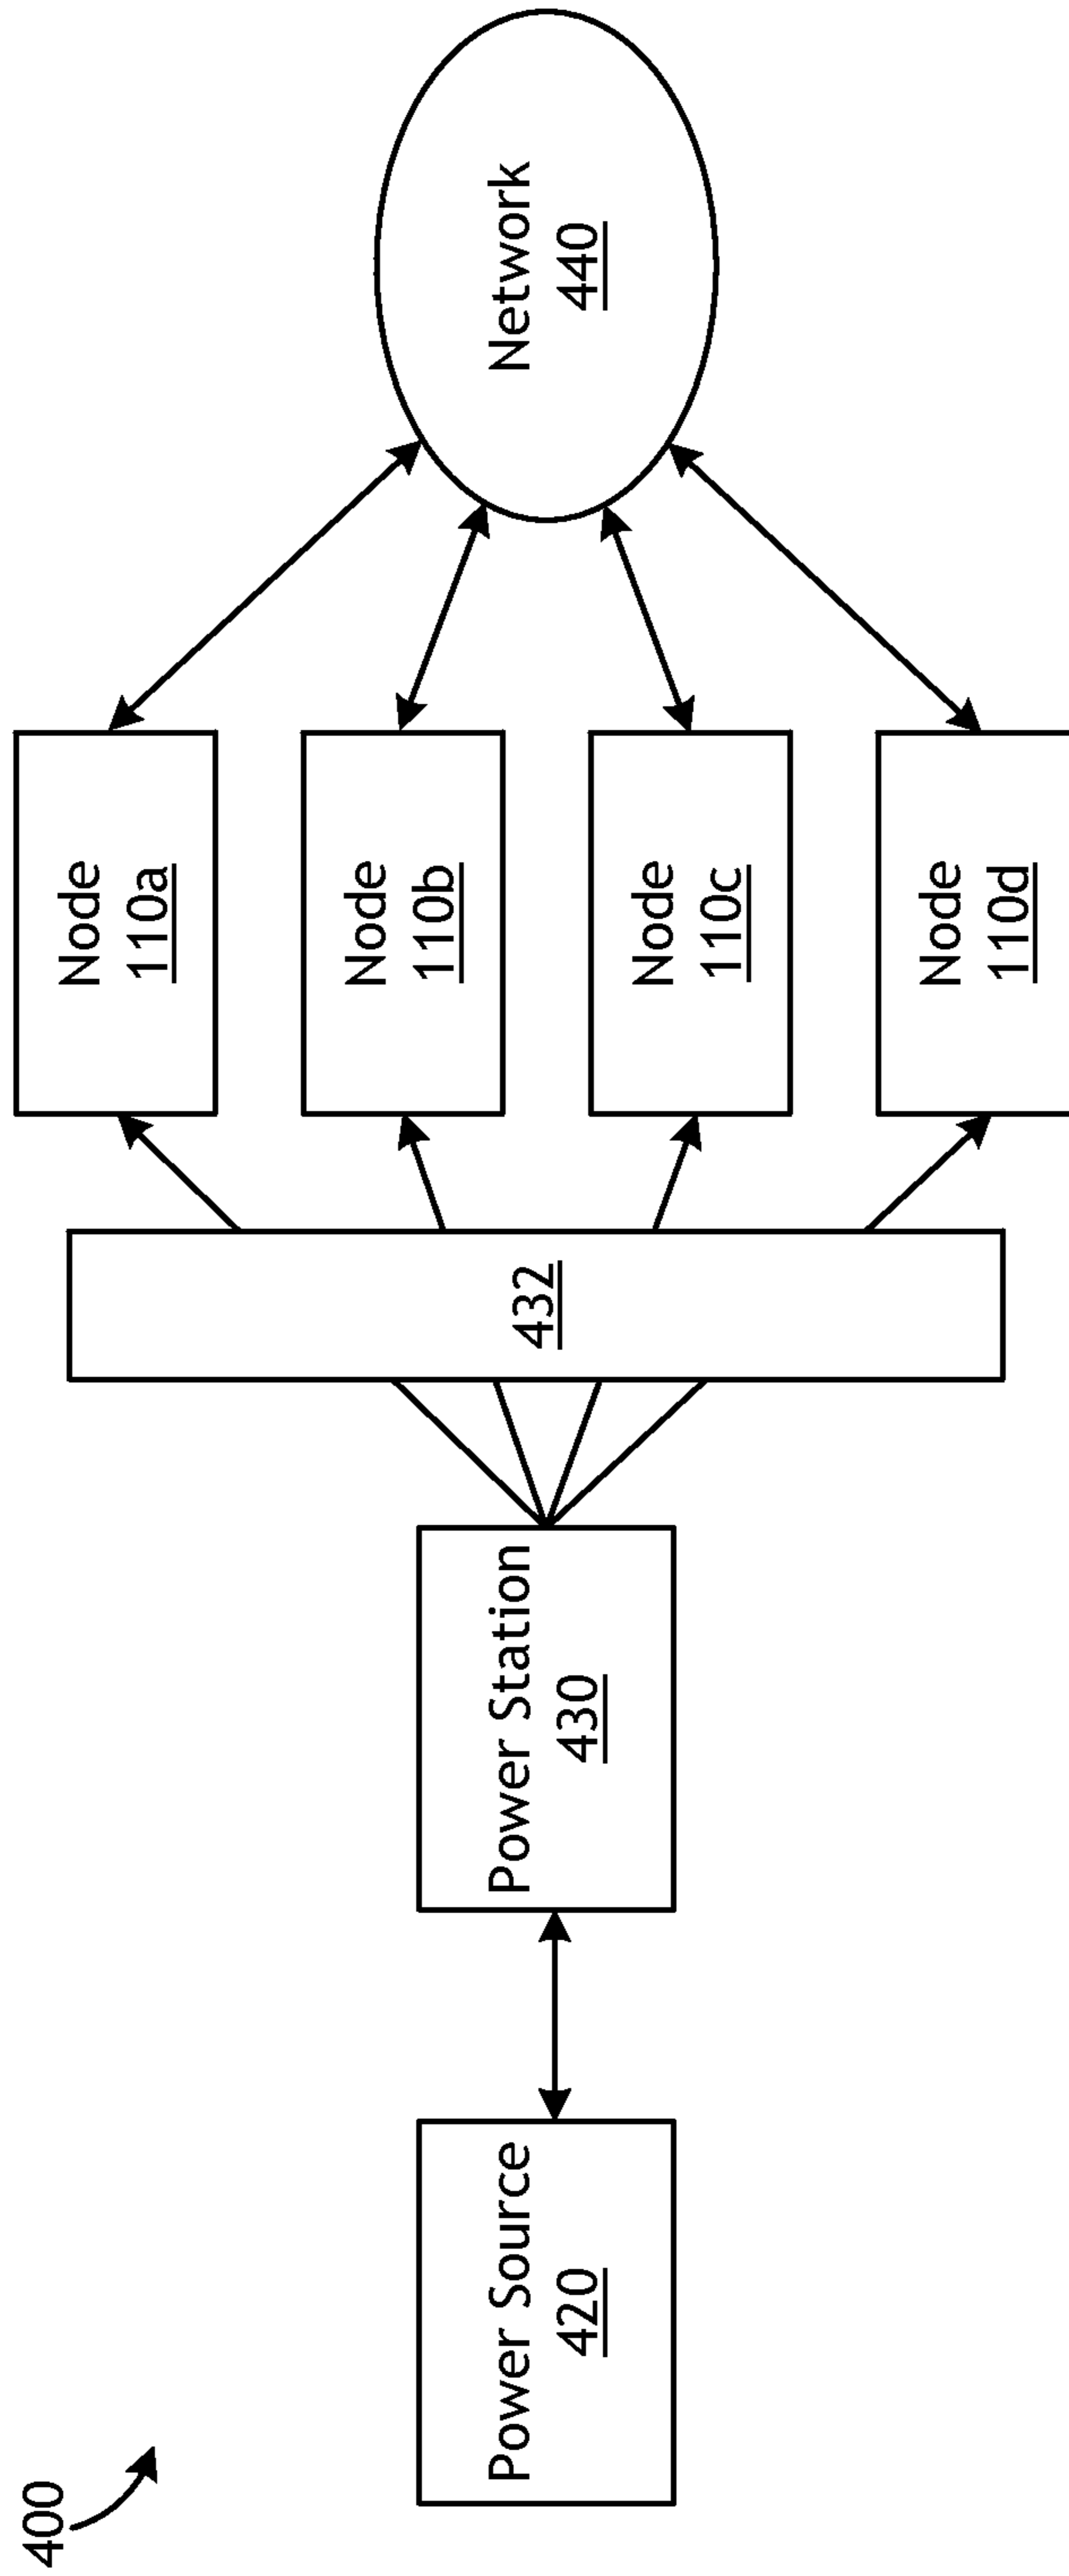 400
Power Source
420
Power Station
430
432
Node
110a
Node
110b
Node
110c
Node
110d
Network
440